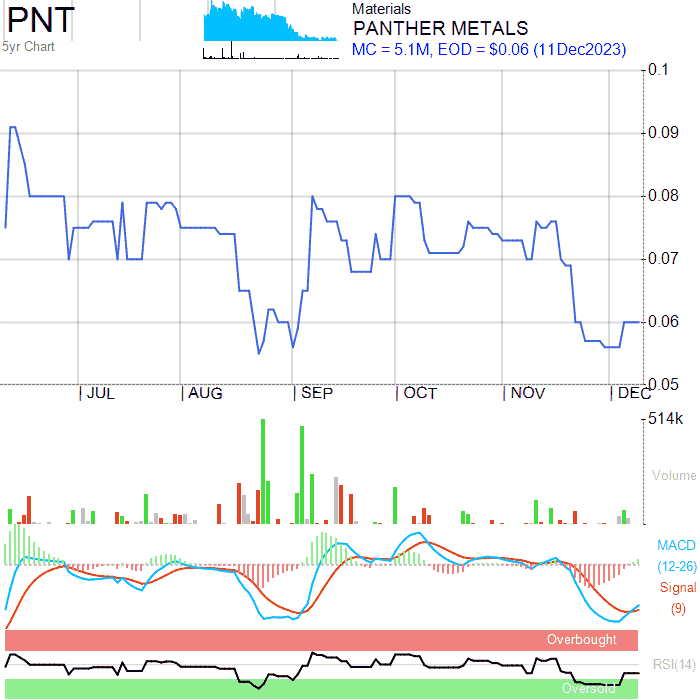 PNT
5yr Chart
Materials
PANTHER METALS
MC = 5.1M, EOD = $0.06 (11Dec2023)
0.1
0.09
0.08
0.07
0.06
0.05
JUL AUG SEP OCT NOV DEC
514k
Volume
MACD
(12-26)
Signal
(9)
Overbought
RSI(14)
Oversold